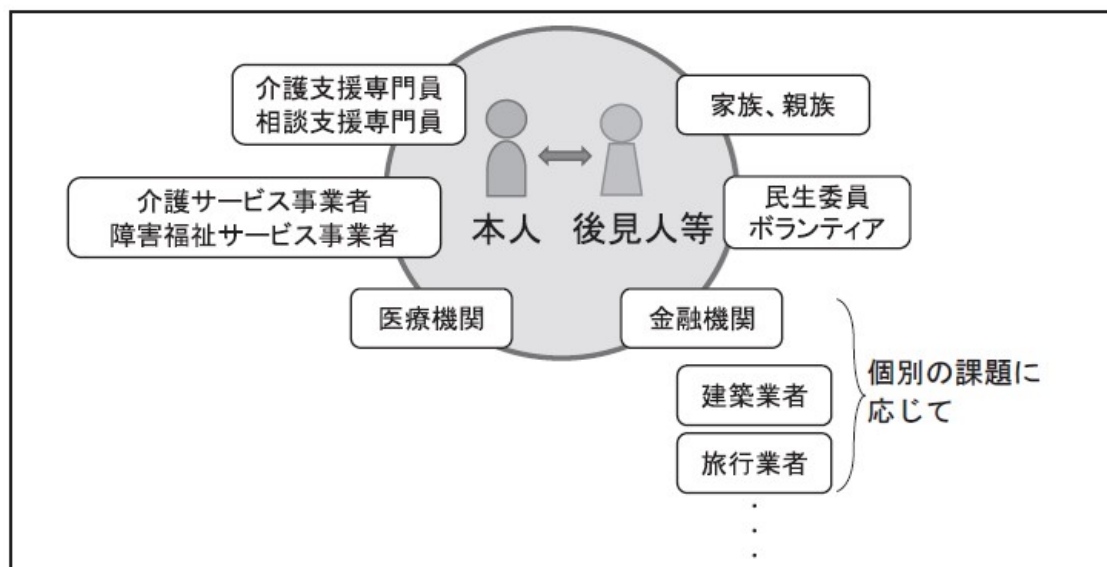 介護支援専門員
相談支援専門員
家族、親族
介護サービス事業者
障害福祉サービス事業者
民生委員
ボランティア
本人
後見人等
医療機関
金融機関
個別の課題に
応じて
建築業者
旅行業者